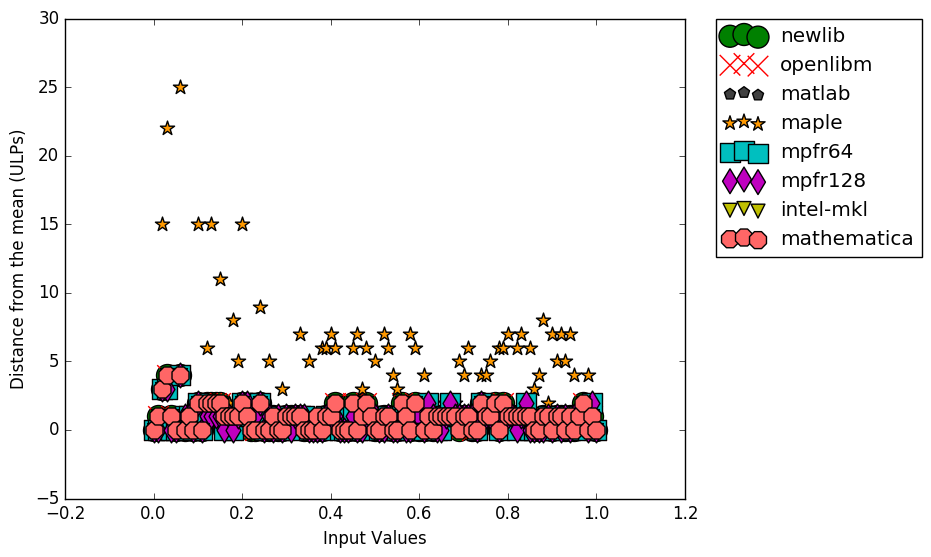 30
25
20
15
10
5
0
−5
−0.2
0.0
0.2
0.4
0.6
0.8
1.0
1.2
Distance from the mean (ULPs)
Input Values
newlib
openlibm
matlab
maple
mpfr64
mpfr128
intel-mkl
mathematica